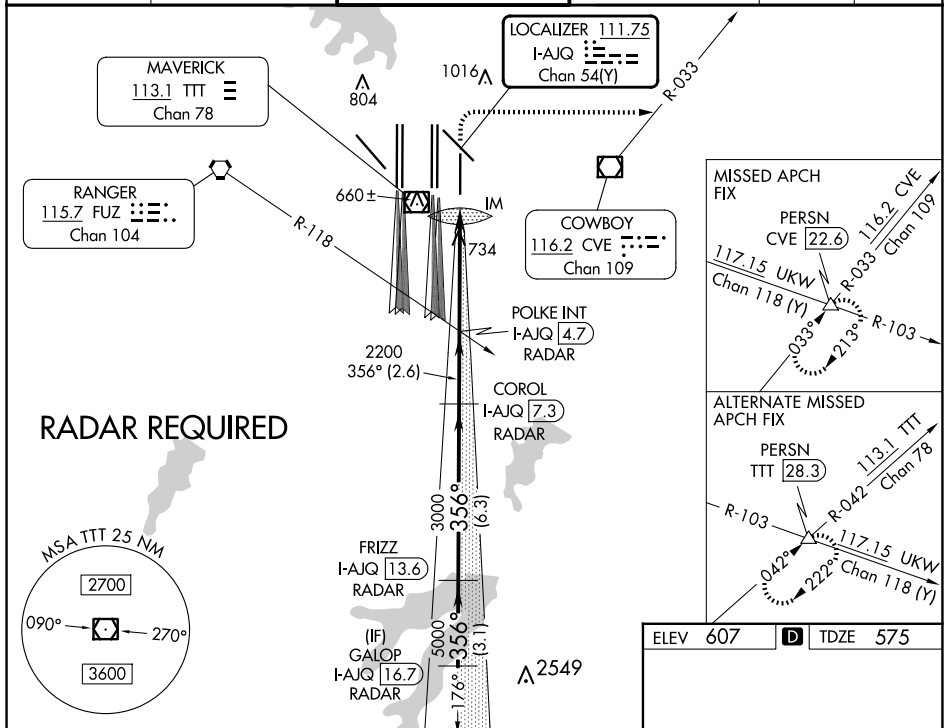 LOCALIZER 111.75
I-AJQ
Chan 54(Y)
MAVERICK
113.1 TTT
Chan 78
804
1016
R-033
RANGER
115.7 FUZ
Chan 104
R-118
660±
IM
734
COWBOY
116.2 CVE
Chan 109
POLKE INT
I-AJQ 4.7
RADAR
2200
356° (2.6)
COROL
I-AJQ 7.3
RADAR
RADAR REQUIRED
3000
356°
(6.3)
FRIZZ
I-AJQ 13.6
RADAR
5000
356°
(3.1)
(IF)
GALOP
I-AJQ 16.7
RADAR
176°
2549
MSA TTT 25 NM
2700
090°
270°
3600
MISSED APCH
FIX
PERSN
CVE 22.6
116.2 CVE
R-033 Chan 109
117.15 UKW
Chan 118 (Y)
R-103
033°
213°
ALTERNATE MISSED
APCH FIX
PERSN
TTT 28.3
113.1 TTT
R-042 Chan 78
R-103
117.15 UKW
Chan 118 (Y)
042°
222°
ELEV 607 D TDZE 575